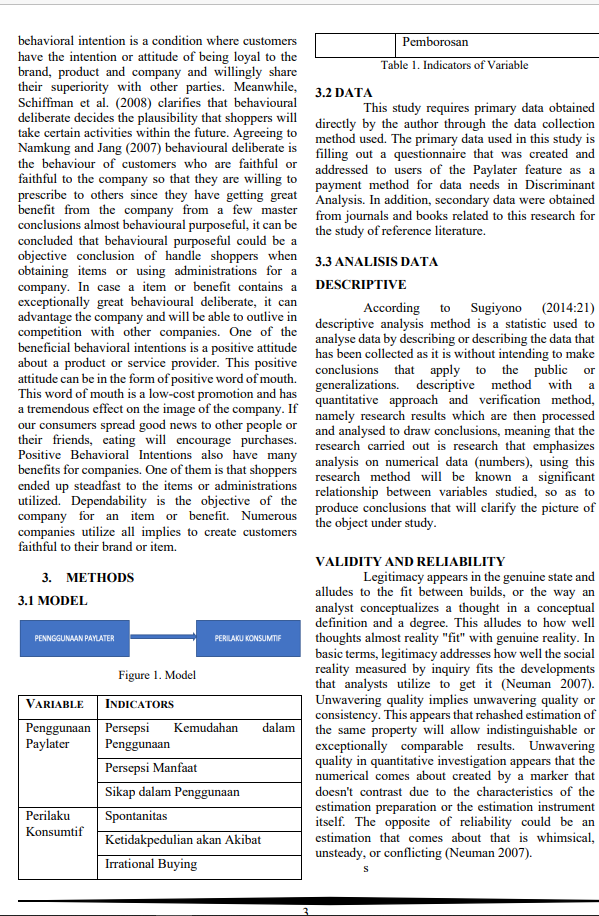 behavioral intention is a condition where customers
have the intention or attitude of being loyal to the
brand, product and company and willingly share
their superiority with other parties. Meanwhile,
Schiffman et al. (2008) clarifies that behavioural
deliberate decides the plausibility that shoppers will
take certain activities within the future. Agreeing to
Namkung and Jang (2007) behavioural deliberate is
the behaviour of customers who are faithful or
faithful to the company so that they are willing to
prescribe to others since they have getting great
benefit from the company from a few master
conclusions almost behavioural purposeful, it can be
concluded that behavioural purposeful could be a
objective conclusion of handle shoppers when
obtaining items or using administrations for a
company. In case a item or benefit contains a
exceptionally great behavioural deliberate, it can
advantage the company and will be able to outlive in
competition with other companies. One of the
beneficial behavioral intentions is a positive attitude
about a product or service provider. This positive
attitude can be in the form of positive word of mouth.
This word of mouth is a low-cost promotion and has
a tremendous effect on the image of the company. If
our consumers spread good news to other people or
their friends, eating will encourage purchases.
Positive Behavioral Intentions also have many
benefits for companies. One of them is that shoppers
ended up steadfast to the items or administrations
utilized. Dependability is the objective of the
company for an item or benefit. Numerous
companies utilize all implies to create customers
faithful to their brand or item.
3. METHODS
3.1 MODEL
PENNGGUNAAN PAYLATER
PERILAKU KONSUMTIF
Figure 1. Model
VARIABLE INDICATORS
Penggunaan Persepsi Kemudahan dalam
Paylater Penggunaan
Persepsi Manfaat
Sikap dalam Penggunaan
Perilaku Spontanitas
Konsumtif
Ketidakpedulian akan Akibat
Irrational Buying
Pemborosan
Table 1. Indicators of Variable
3.2 DATA
This study requires primary data obtained
directly by the author through the data collection
method used. The primary data used in this study is
filling out a questionnaire that was created and
addressed to users of the Paylater feature as a
payment method for data needs in Discriminant
Analysis. In addition, secondary data were obtained
from journals and books related to this research for
the study of reference literature.
3.3 ANALISIS DATA
DESCRIPTIVE
According to Sugiyono (2014:21)
descriptive analysis method is a statistic used to
analyse data by describing or describing the data that
has been collected as it is without intending to make
conclusions that apply to the public or
generalizations. descriptive method with a
quantitative approach and verification method,
namely research results which are then processed
and analysed to draw conclusions, meaning that the
research carried out is research that emphasizes
analysis on numerical data (numbers), using this
research method will be known a significant
relationship between variables studied, so as to
produce conclusions that will clarify the picture of
the object under study.
VALIDITY AND RELIABILITY
Legitimacy appears in the genuine state and
alludes to the fit between builds, or the way an
analyst conceptualizes a thought in a conceptual
definition and a degree. This alludes to how well
thoughts almost reality "fit" with genuine reality. In
basic terms, legitimacy addresses how well the social
reality measured by inquiry fits the developments
that analysts utilize to get it (Neuman 2007).
Unwavering quality implies unwavering quality or
consistency. This appears that rehashed estimation of
the same property will allow indistinguishable or
exceptionally comparable results. Unwavering
quality in quantitative investigation appears that the
numerical comes about created by a marker that
doesn't contrast due to the characteristics of the
estimation preparation or the estimation instrument
itself. The opposite of reliability could be an
estimation that comes about that is whimsical,
unsteady, or conflicting (Neuman 2007).
s
3